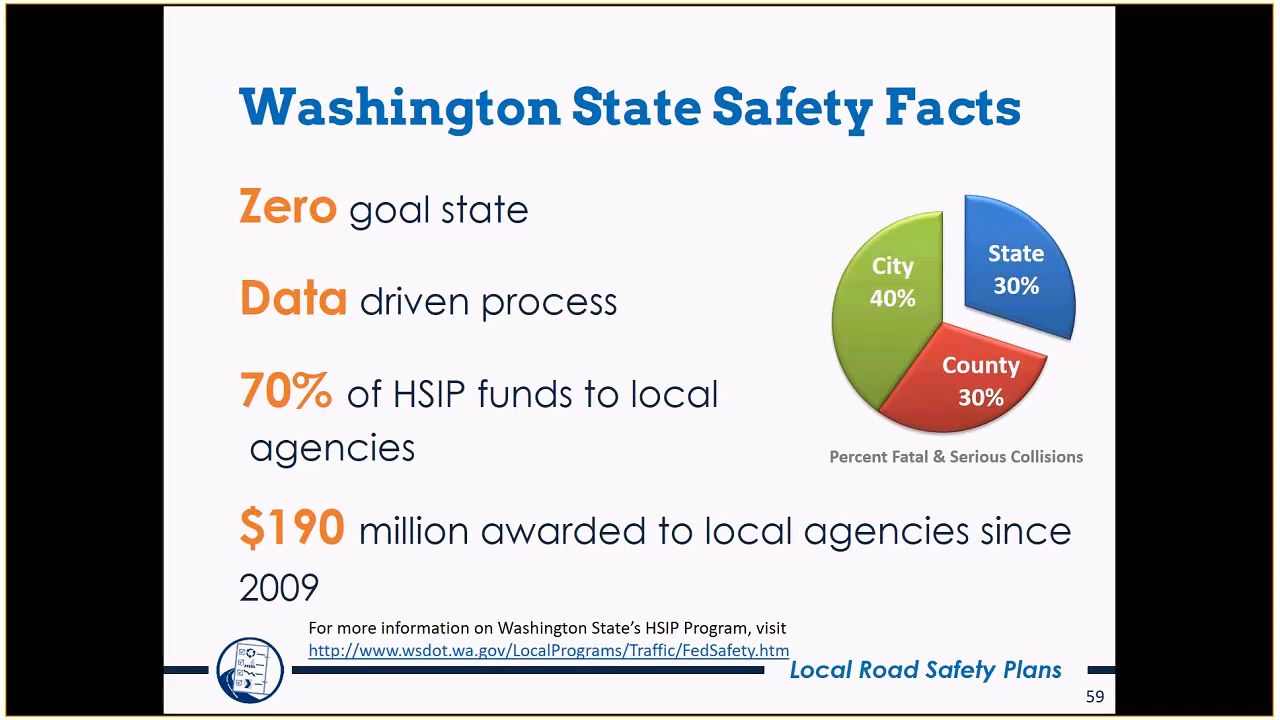 Washington State Safety Facts
Zero goal state
Data driven process
70% of HSIP funds to local
agencies
$190 million awarded to local agencies since
2009
City
40%
State
30%
County
30%
Percent Fatal & Serious Collisions
For more information on Washington State’s HSIP Program, visit
http://www.wsdot.wa.gov/LocalPrograms/Traffic/FedSafety.htm
Local Road Safety Plans
59